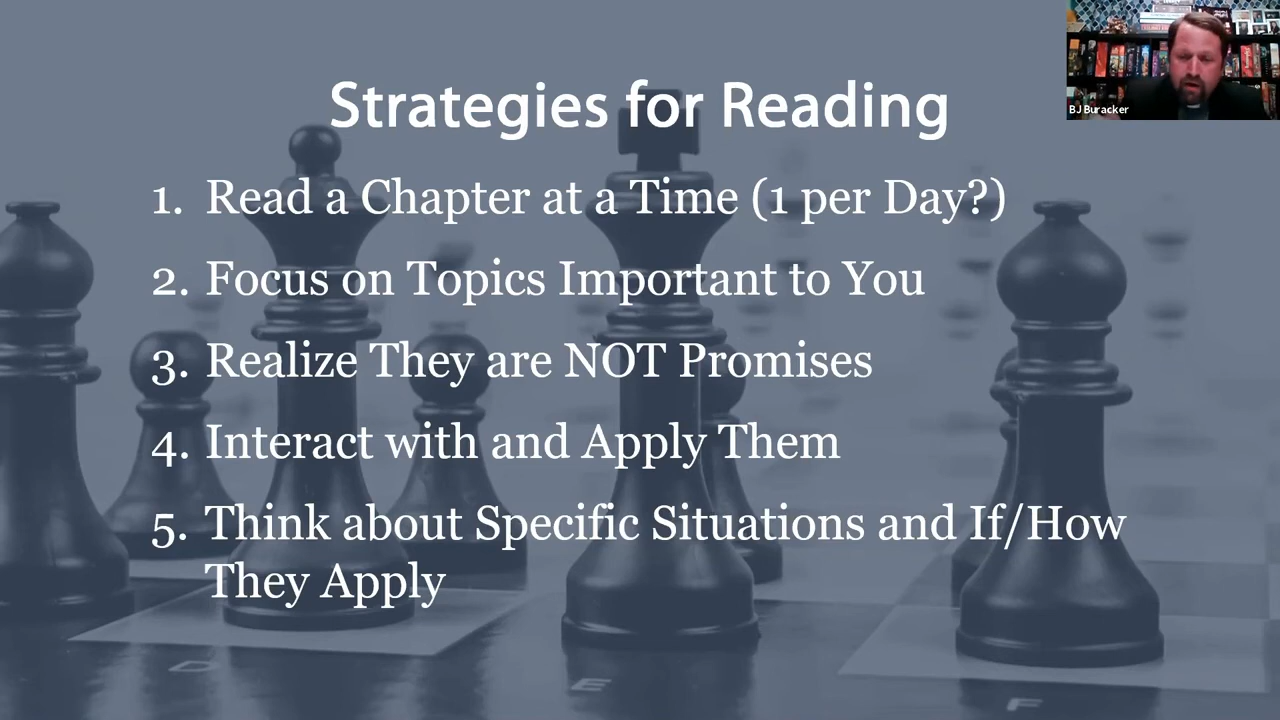 BJ Buracker
Strategies for Reading
1. Read a Chapter at a Time (1 per Day?)
2. Focus on Topics Important to You
3. Realize They are NOT Promises
4. Interact with and Apply Them
5. Think about Specific Situations and If/How
They Apply
D
E
F